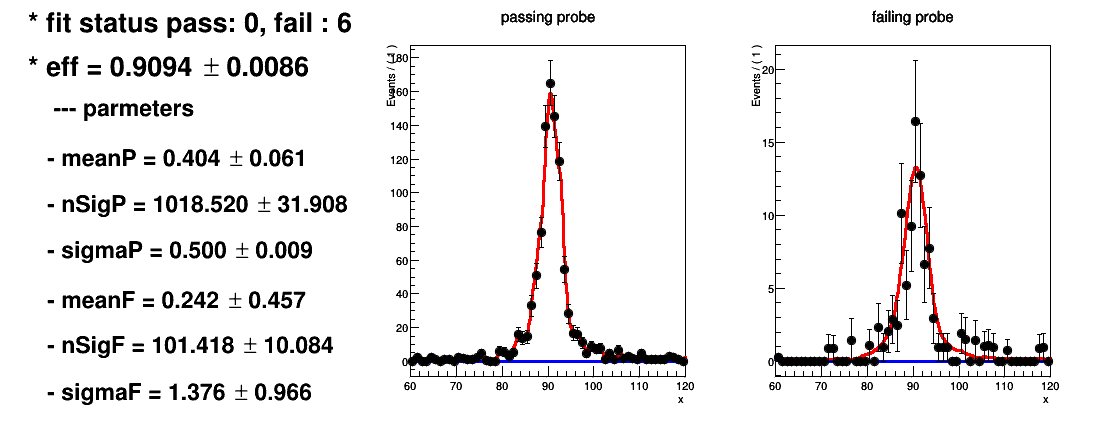 * fit status pass: 0, fail : 6
* eff = 0.9094 ± 0.0086
--- parmeters
- meanP = 0.404 ± 0.061
- nSigP = 1018.520 ± 31.908
- sigmaP = 0.500 ± 0.009
- meanF = 0.242 ± 0.457
- nSigF = 101.418 ± 10.084
- sigmaF = 1.376 ± 0.966
passing probe
Events / ( 1 )
180
160
140
120
100
80
60
40
20
0
60 70 80 90 100 110 120
x
failing probe
Events / ( 1 )
20
15
10
5
0
60 70 80 90 100 110 120
x